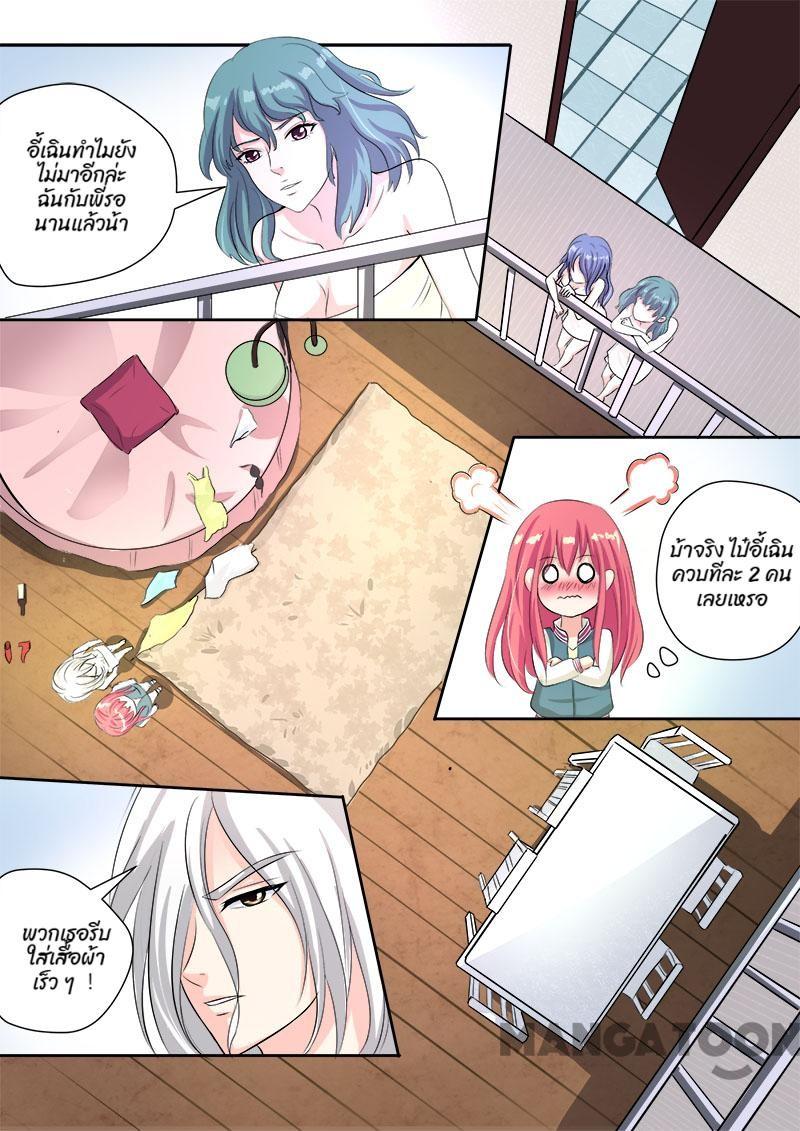 อี้เฉินทำไมยัง
ไม่มาอีกละ
ฉันกับพี่รอ
นานแล้วน้า
บ้าจริง ไป๋อี้เฉิน
ควบทีละ 2 คน
เลยเหรอ
17
พวกเธอรีบ
ใส่เสื้อผ้า
เร็ว ๆ !
MANGATOON